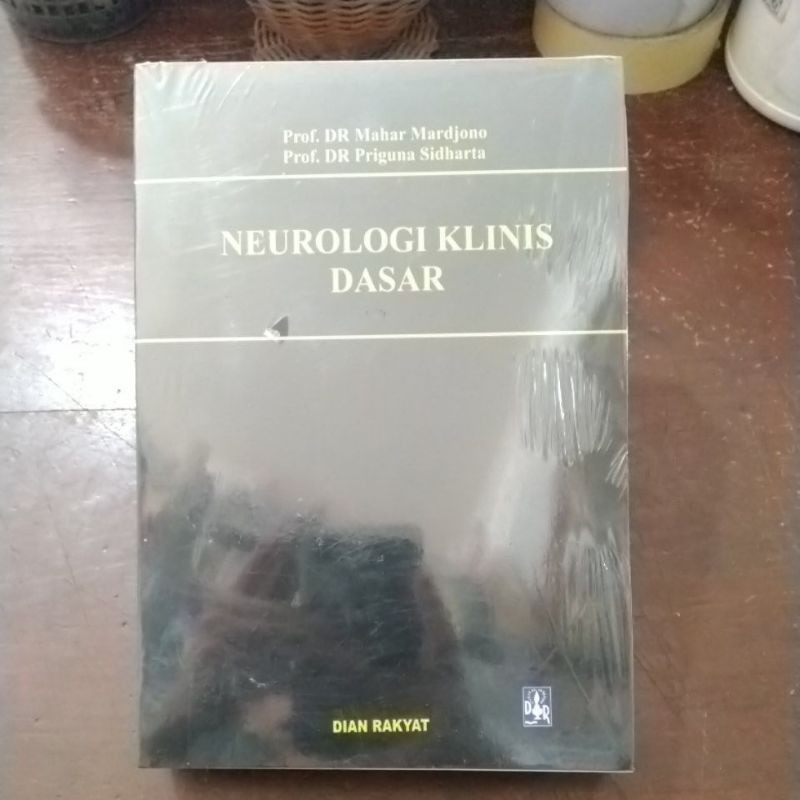 Prof. DR Mahar Mardjono
Prof. DR Priguna Sidharta
NEUROLOGI KLINIS
DASAR
DIAN RAKYAT
D R